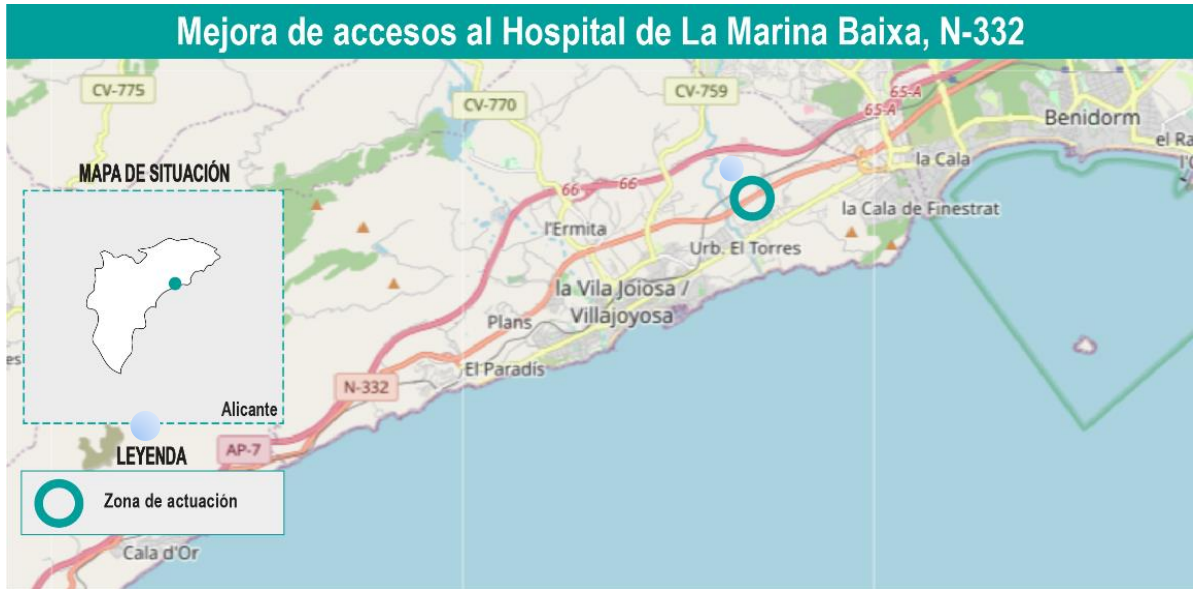 Mejora de accesos al Hospital de La Marina Baixa, N-332
CV-775
CV-770
CV-759
65-A
65-A
Benidorm
la Cala
la Cala de Finestrat
66
66
l'Ermita
Urb. El Torres
la Vila Joiosa /
Villajoyosa
Plans
El Paradís
N-332
AP-7
Cala d'Or
MAPA DE SITUACIÓN
Alicante
LEYENDA
Zona de actuación